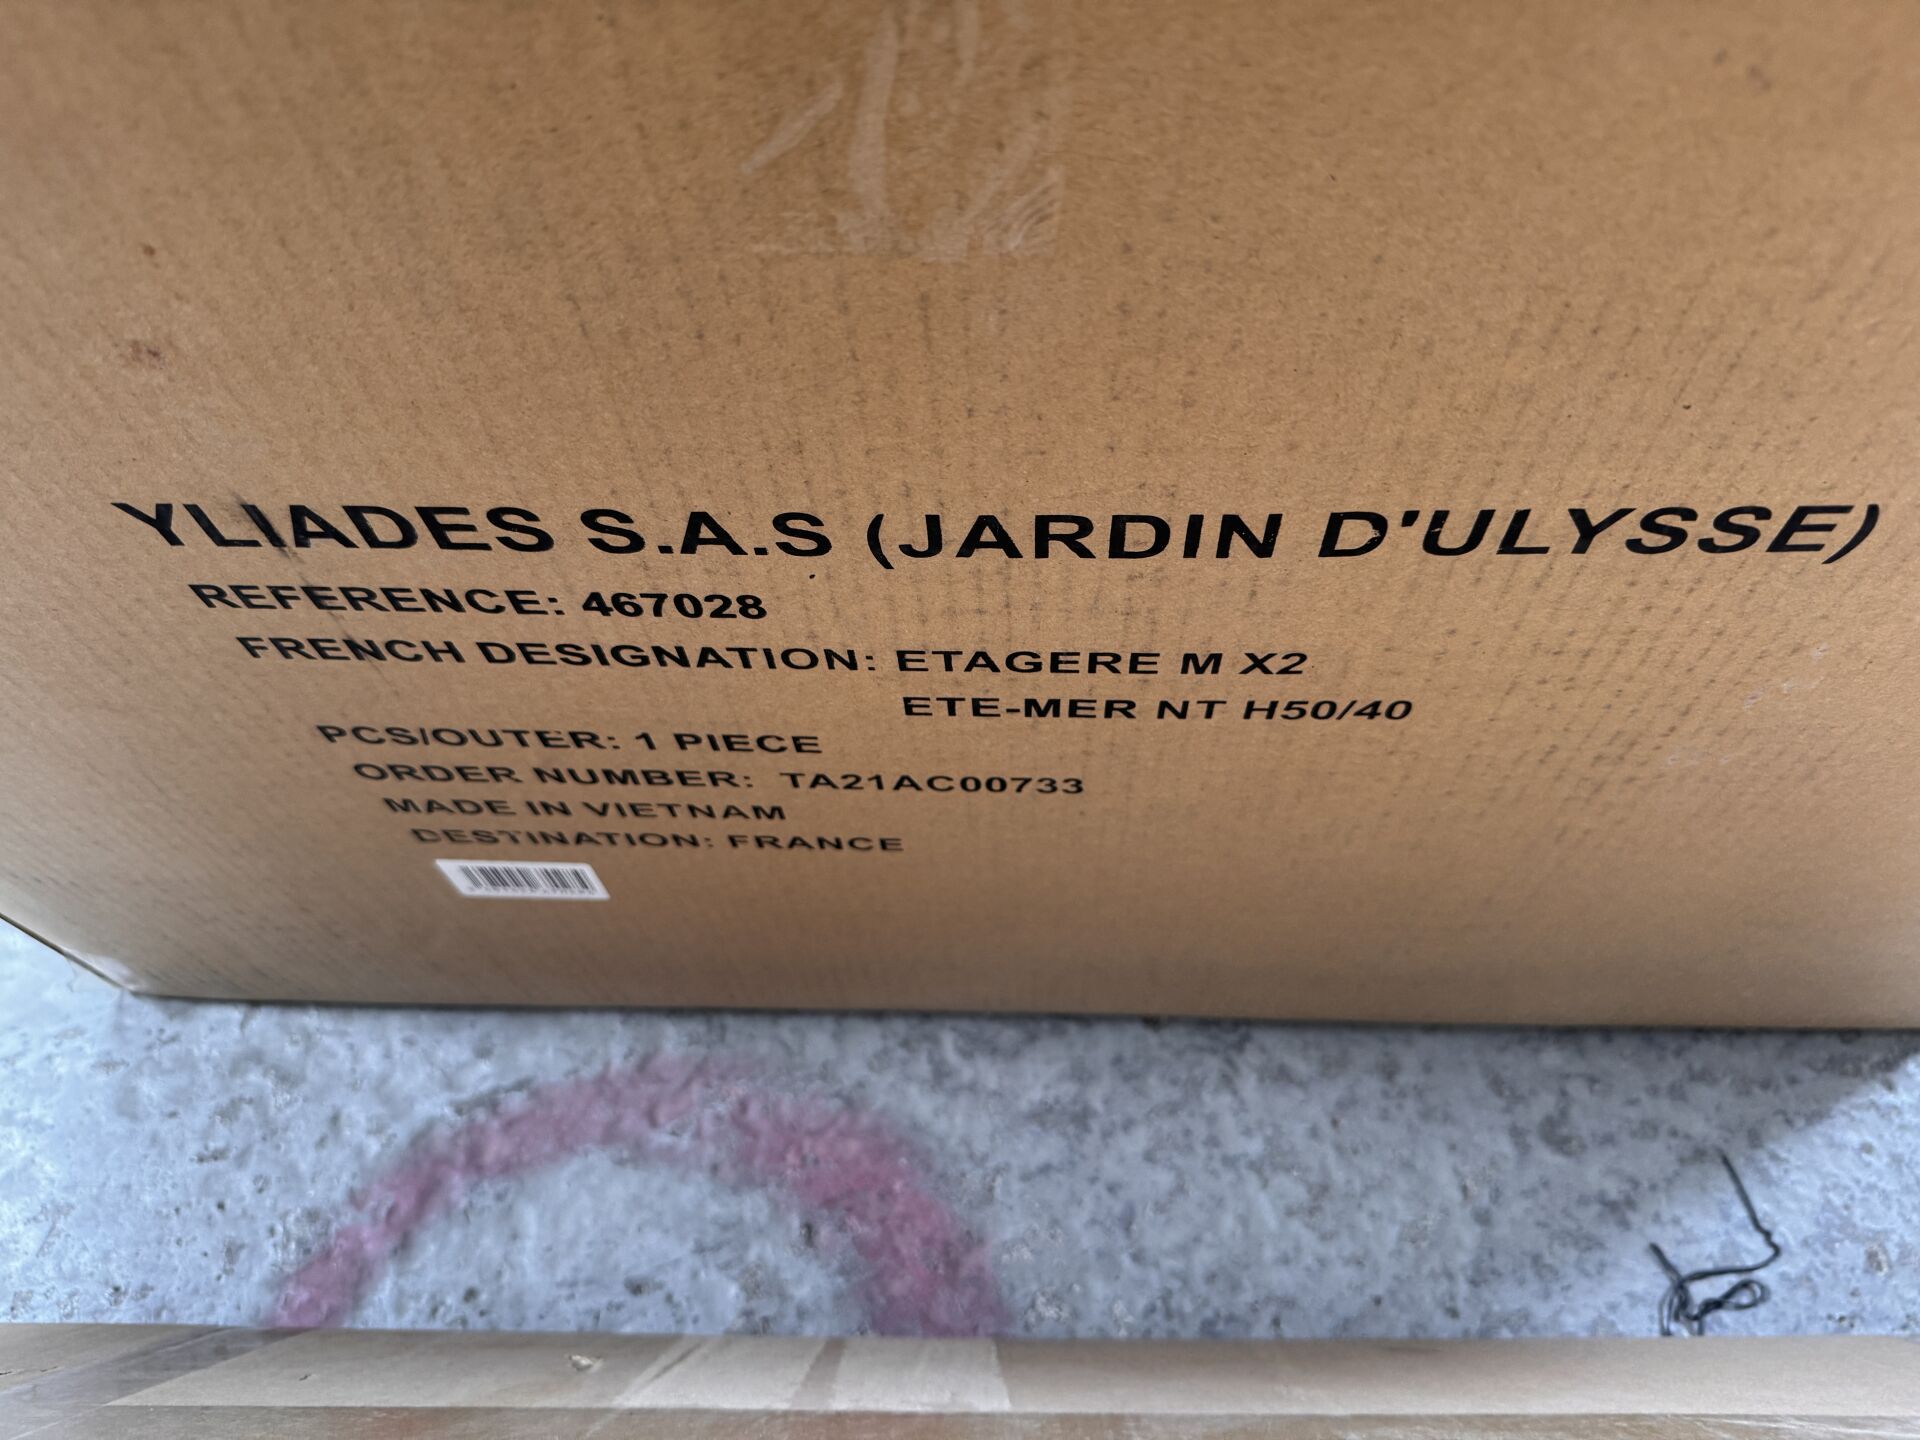 YLIADES S.A.S (JARDIN D'ULYSSE)
REFERENCE: 467028
FRENCH DESIGNATION: ETAGERE M X2
ETE-MER NT H50/40
PCS/OUTER: 1 PIECE
ORDER NUMBER: TA21AC00733
MADE IN VIETNAM
DESTINATION: FRANCE